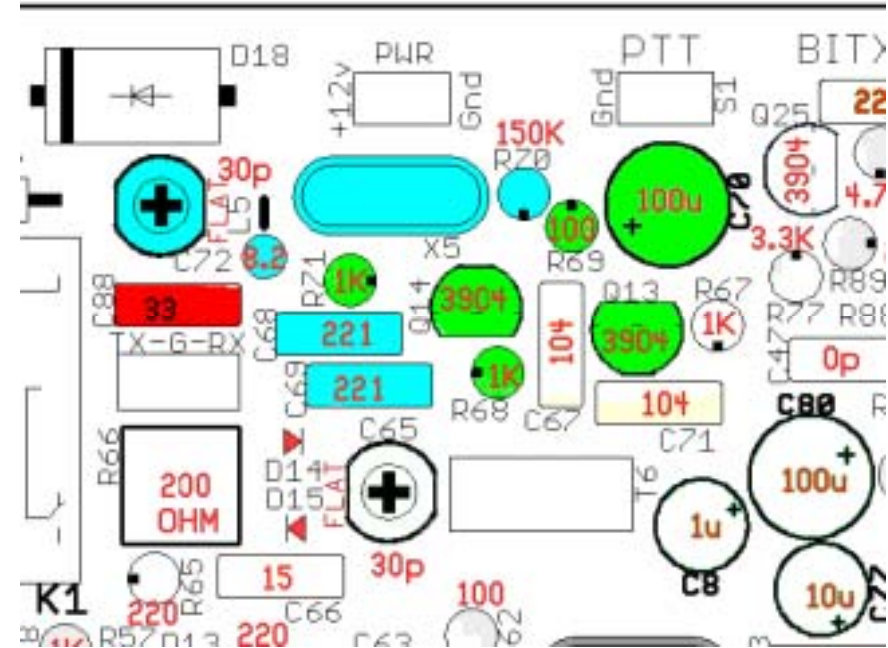 D18
PWR
PTT
BITX
+12v
Gnd
Gnd
S1
Q25
22
150K
R70
3904
30p
FLAT
L5
100u
C70
4.7
100
R69
X5
3.3K
C72
8.2
R71
1K
Q14
3904
Q13
R67
R77
R89
C88
33
C68
221
104
3904
1K
R88
TX-G-RX
C69
221
1K
R68
C67
104
C71
C47
0p
C80
R66
C65
200
OHM
D14
D15
FLAT
T6
100u
1u
C8
30p
R65
15
C66
K1
220
100
10u
C77
62
1K
R57
D13
220
C63